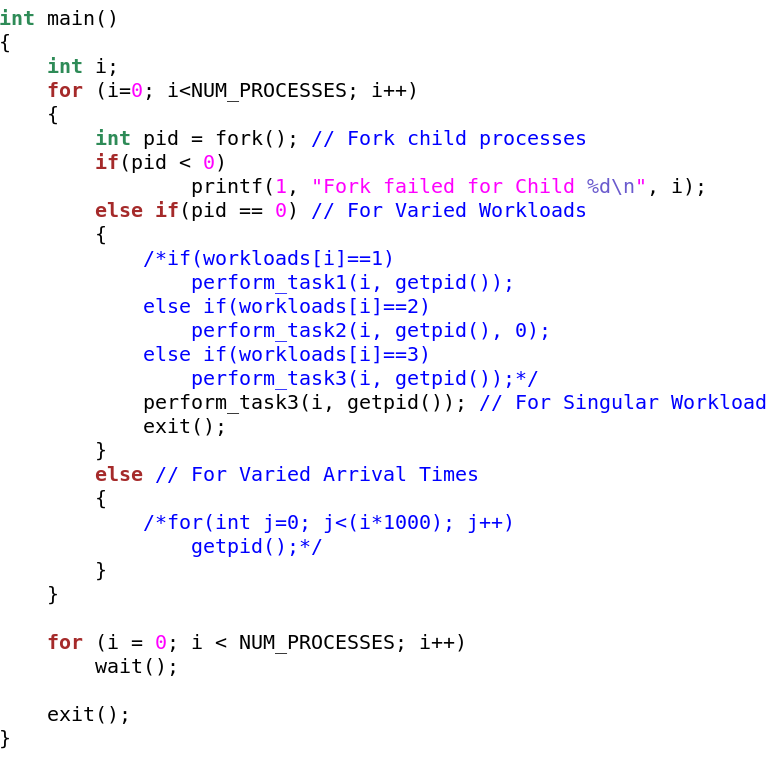 int main()
{
    int i;
    for (i=0; i<NUM_PROCESSES; i++)
    {
        int pid = fork(); // Fork child processes
        if(pid < 0)
                printf(1, "Fork failed for Child %d\n", i);
        else if(pid == 0) // For Varied Workloads
        {
            /*if(workloads[i]==1)
                perform_task1(i, getpid());
            else if(workloads[i]==2)
                perform_task2(i, getpid(), 0);
            else if(workloads[i]==3)
                perform_task3(i, getpid());*/
            perform_task3(i, getpid()); // For Singular Workload
            exit();
        }
        else // For Varied Arrival Times
        {
            /*for(int j=0; j<(i*1000); j++)
                getpid();*/
        }
    }

    for (i = 0; i < NUM_PROCESSES; i++)
        wait();

    exit();
}